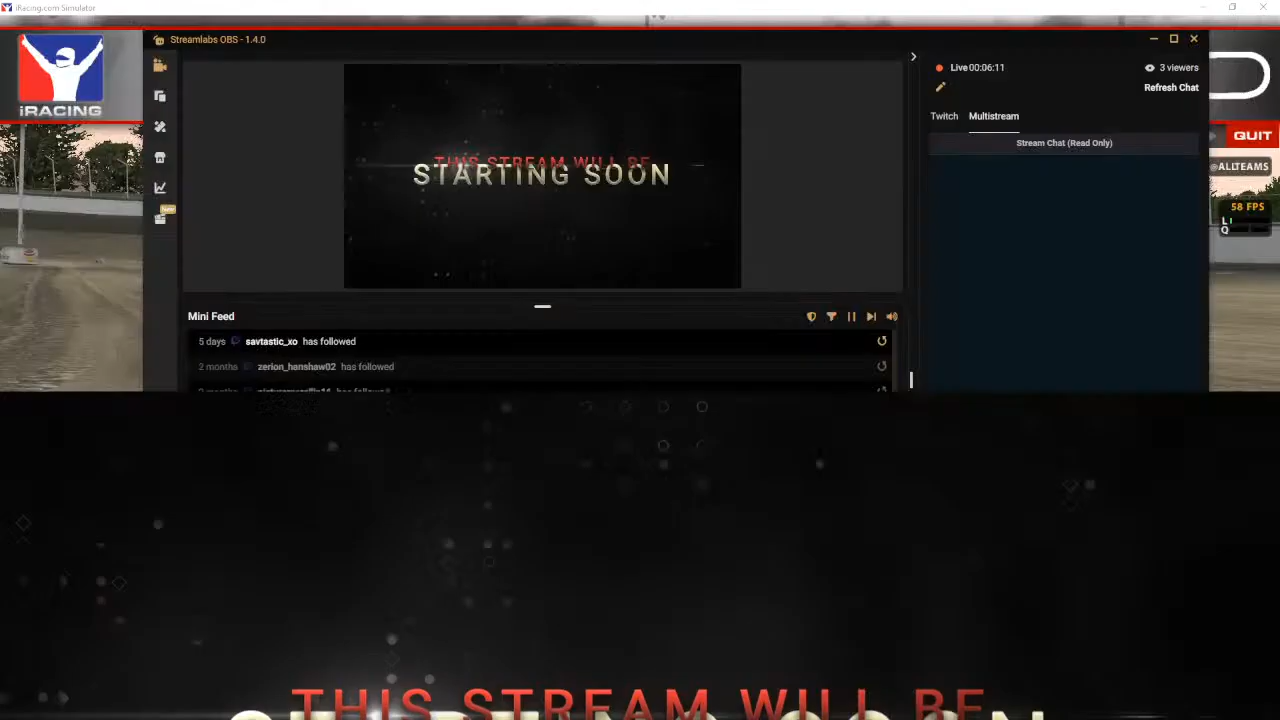 iRacing.com Simulator
Streamlabs OBS - 1.4.0
iRACING
Live 00:06:11
3 viewers
Refresh Chat
Twitch
Multistream
Stream Chat (Read Only)
QUIT
@ALLTEAMS
58 FPS
L
Q
New
THIS STREAM WILL BE
STARTING SOON
Mini Feed
5 days savtastic_xo has followed
2 months zerion_hanshaw02 has followed
THIS STREAM WILL BE